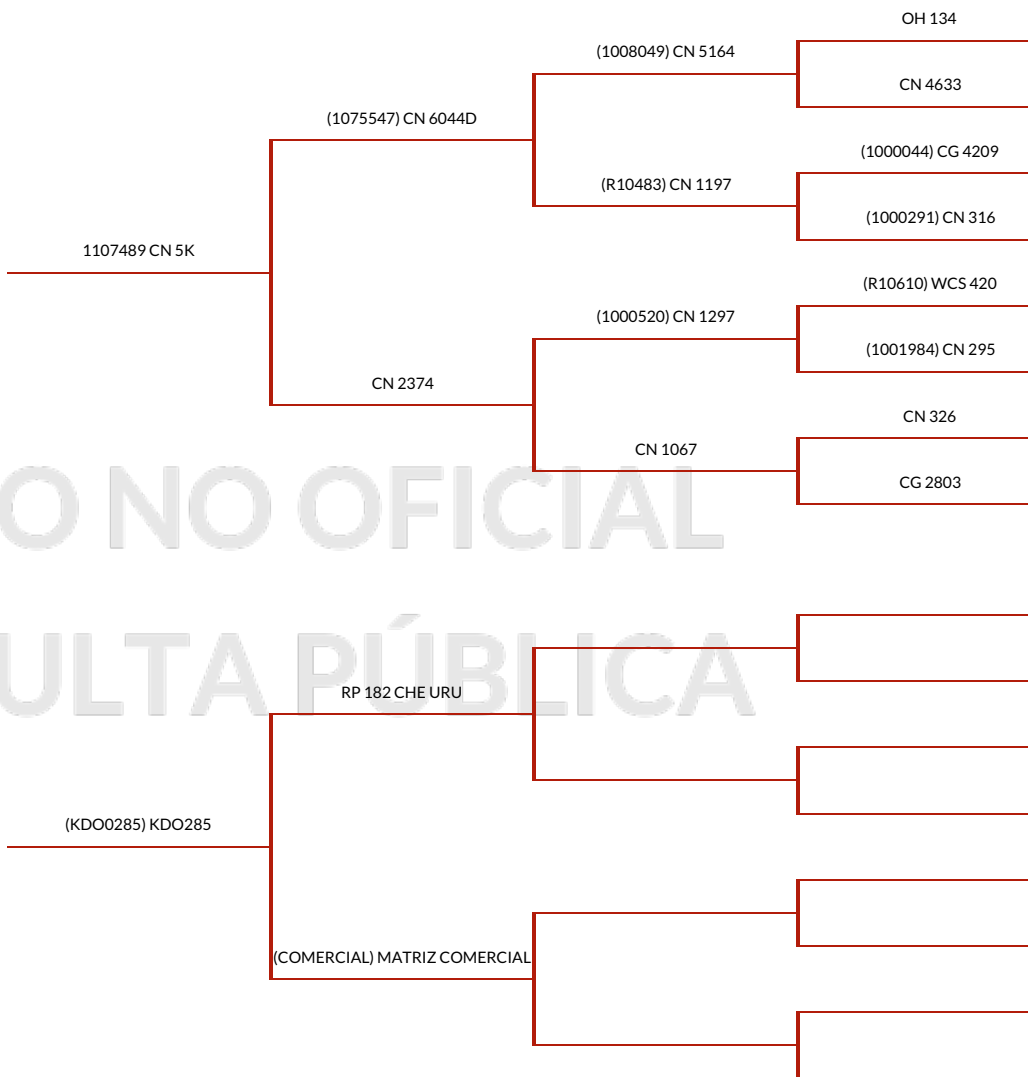 OH 134
(1008049) CN 5164
CN 4633
(1075547) CN 6044D
(1000044) CG 4209
(R10483) CN 1197
(1000291) CN 316
1107489 CN 5K
(R10610) WCS 420
(1000520) CN 1297
(1001984) CN 295
CN 2374
CN 326
CN 1067
CG 2803
O NO OFICIAL
ULTA PÚBLICA
RP 182 CHE URU
(KDO0285) KDO285
(COMERCIAL) MATRIZ COMERCIAL